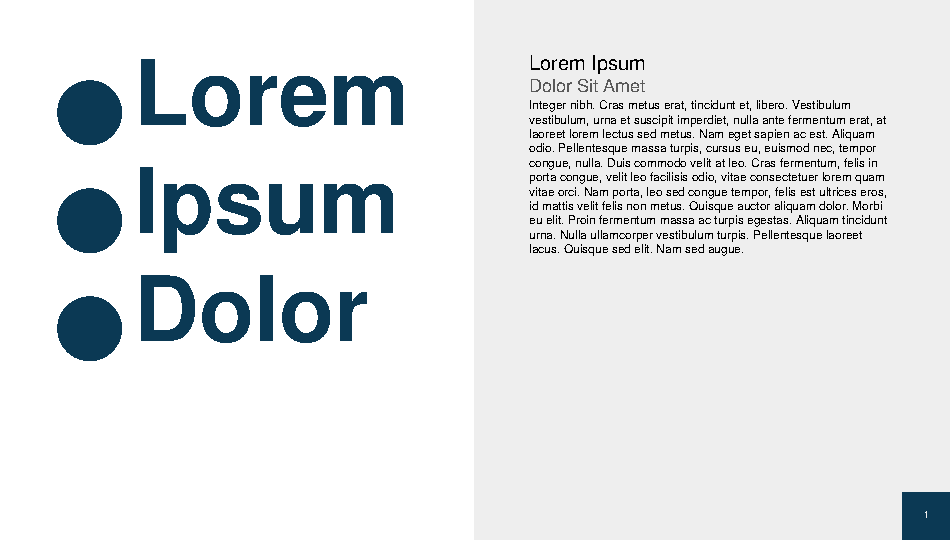 Lorem
Ipsum
Dolor
Lorem Ipsum
Dolor Sit Amet
Integer nibh. Cras metus erat, tincidunt et, libero. Vestibulum
vestibulum, urna et suscipit imperdiet, nulla ante fermentum erat, at
laoreet lorem lectus sed metus. Nam eget sapien ac est. Aliquam
odio. Pellentesque massa turpis, cursus eu, euismod nec, tempor
congue, nulla. Duis commodo velit at leo. Cras fermentum, felis in
porta congue, velit leo facilisis odio, vitae consectetuer lorem quam
vitae orci. Nam porta, leo sed congue tempor, felis est ultrices eros,
id mattis velit felis non metus. Quisque auctor aliquam dolor. Morbi
eu elit. Proin fermentum massa ac turpis egestas. Aliquam tincidunt
urna. Nulla ullamcorper vestibulum turpis. Pellentesque laoreet
lacus. Quisque sed elit. Nam sed augue.
1